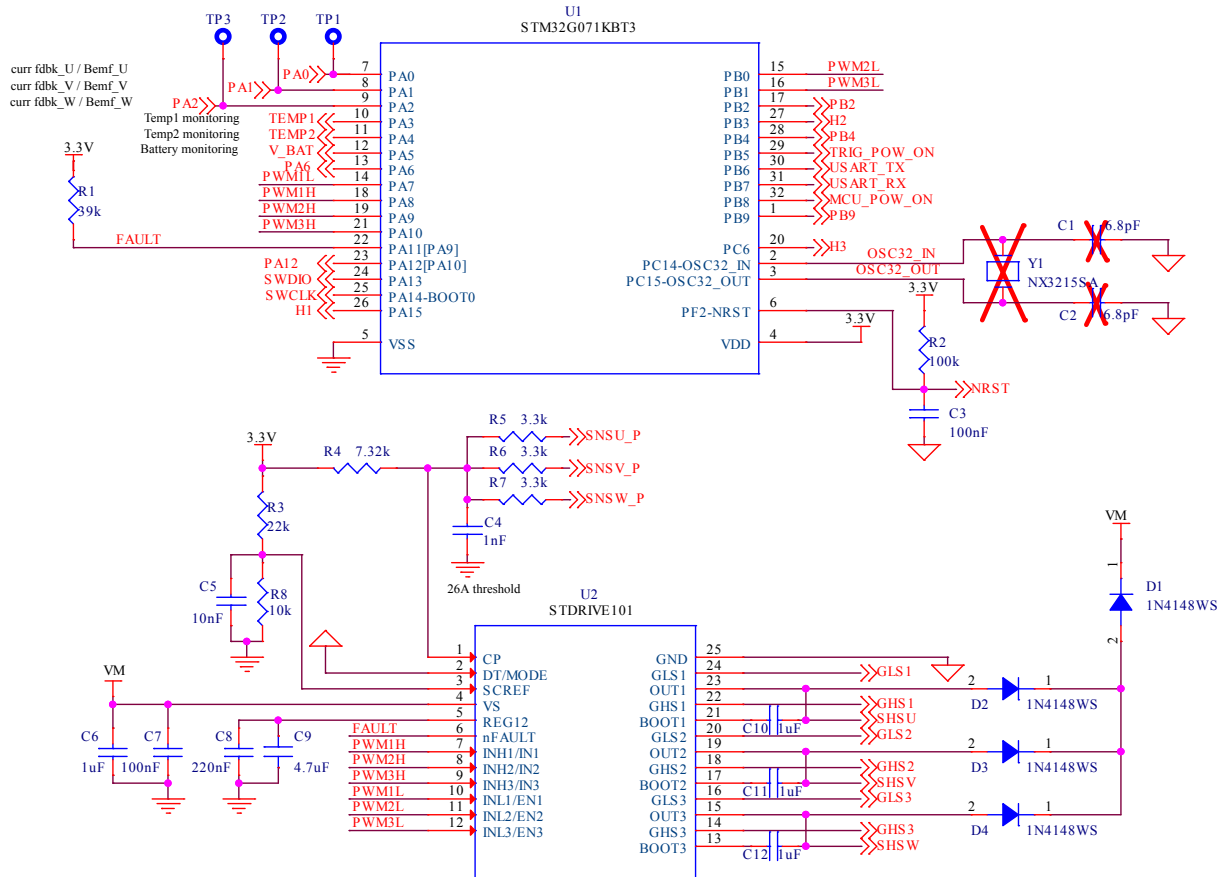 TP3
TP2
TP1
U1
STM32G071KBT3
curr fdbk_U / Bemf_U
curr fdbk_V / Bemf_V
curr fdbk_W / Bemf_W
Temp1 monitoring
Temp2 monitoring
Battery monitoring
PA0
PA1
PA2
TEMP1
TEMP2
V_BAT
PA6
PWM1L
PWM1H
PWM2H
PWM3H
FAULT
PA12
SWDIO
SWCLK
H1
3.3V
R1
39k
7 PA0
8 PA1
9 PA2
10 PA3
11 PA4
12 PA5
13 PA6
14 PA7
18 PA8
19 PA9
21 PA10
22 PA11[PA9]
23 PA12[PA10]
24 PA13
25 PA14-BOOT0
26 PA15
5 VSS
PB0 15 PWM2L
PB1 16 PWM3L
PB2 17 PB2
PB3 27 H2
PB4 28 PB4
PB5 29 TRIG_POW_ON
PB6 30 USART_TX
PB7 31 USART_RX
PB8 32 MCU_POW_ON
PB9 1 PB9
PC6 20 H3
PC14-OSC32_IN 2 OSC32_IN
PC15-OSC32_OUT 3 OSC32_OUT
PF2-NRST 6
VDD 4
3.3V
3.3V
R2
100k
NRST
C3
100nF
C1 6.8pF
Y1
NX3215SA
C2 6.8pF
3.3V
R4 7.32k
R5 3.3k SNSU_P
R6 3.3k SNSV_P
R7 3.3k SNSW_P
R3
22k
C4
1nF
26A threshold
C5
10nF
R8
10k
U2
STDRIVE101
VM
C6
1uF
C7
100nF
C8
220nF
C9
4.7uF
1 CP
2 DT/MODE
3 SCREF
4 VS
5 REG12
FAULT 6 nFAULT
PWM1H 7 INH1/IN1
PWM2H 8 INH2/IN2
PWM3H 9 INH3/IN3
PWM1L 10 INL1/EN1
PWM2L 11 INL2/EN2
PWM3L 12 INL3/EN3
GND 25
GLS1 24 GLS1
OUT1 23
GHS1 22 GHS1
BOOT1 21 SHSU
GLS2 20 GLS2
OUT2 19
GHS2 18 GHS2
BOOT2 17 SHSV
GLS3 16 GLS3
OUT3 15
GHS3 14 GHS3
BOOT3 13 SHSW
C10 1uF
C11 1uF
C12 1uF
VM
1
D1
1N4148WS
2
2 1
D2 1N4148WS
2 1
D3 1N4148WS
2 1
D4 1N4148WS